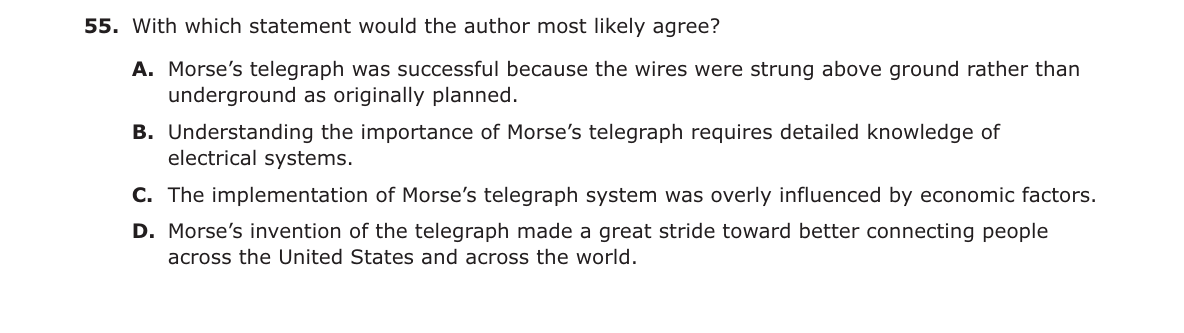 55. With which statement would the author most likely agree?
A. Morse’s telegraph was successful because the wires were strung above ground rather than
underground as originally planned.
B. Understanding the importance of Morse’s telegraph requires detailed knowledge of
electrical systems.
C. The implementation of Morse’s telegraph system was overly influenced by economic factors.
D. Morse’s invention of the telegraph made a great stride toward better connecting people
across the United States and across the world.